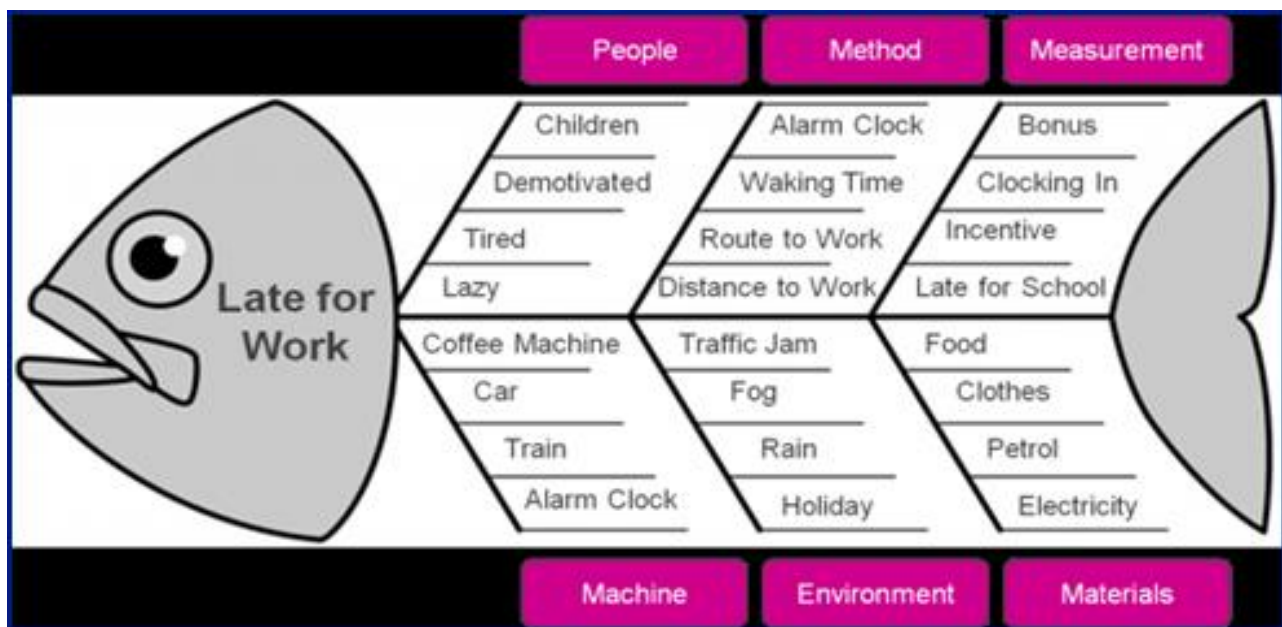 People
Method
Measurement
Children
Demotivated
Tired
Lazy
Alarm Clock
Waking Time
Route to Work
Distance to Work
Bonus
Clocking In
Incentive
Late for School
Late for
Work
Coffee Machine
Car
Train
Alarm Clock
Traffic Jam
Fog
Rain
Holiday
Food
Clothes
Petrol
Electricity
Machine
Environment
Materials